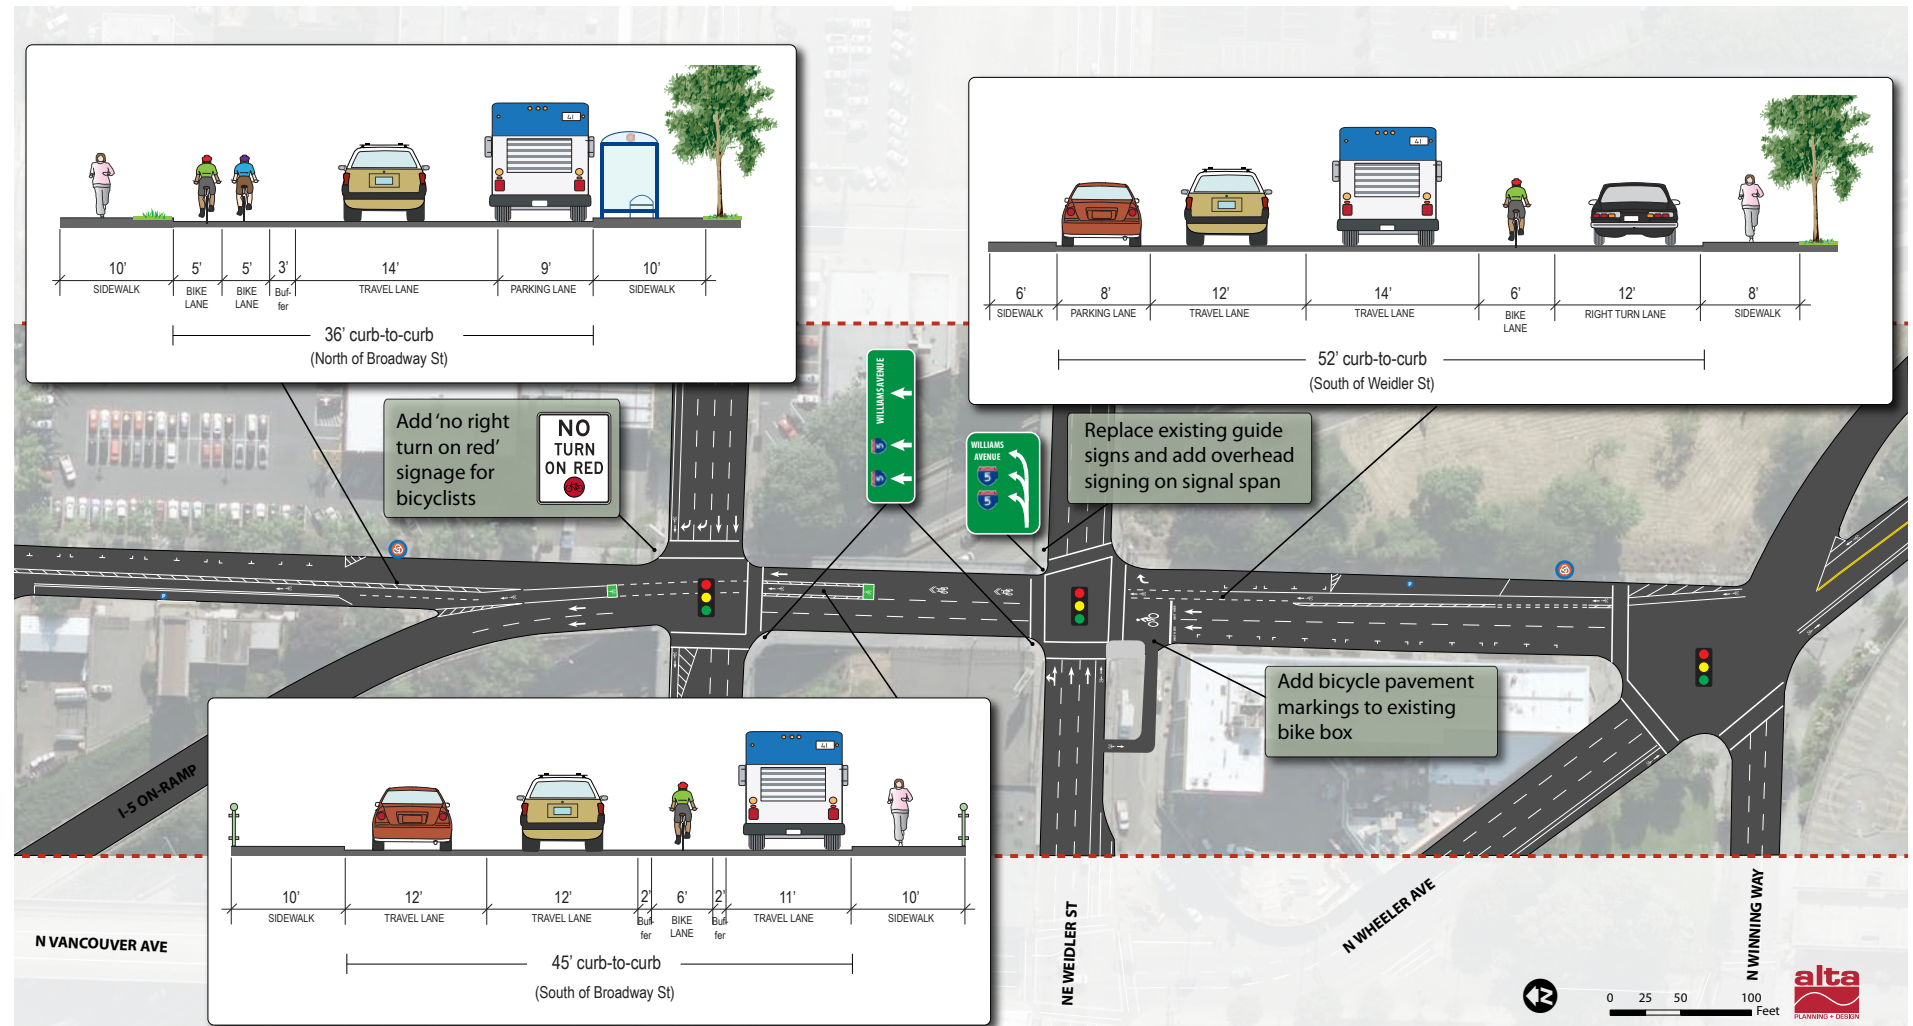 41
10’
5’
5’
3’
14’
9’
10’
SIDEWALK
BIKE
LANE
BIKE
LANE
Buf-
fer
TRAVEL LANE
PARKING LANE
SIDEWALK
36’ curb-to-curb
(North of Broadway St)
41
6’
8’
12’
14’
6’
12’
8’
SIDEWALK
PARKING LANE
TRAVEL LANE
TRAVEL LANE
BIKE
LANE
RIGHT TURN LANE
SIDEWALK
52’ curb-to-curb
(South of Weidler St)
Add ‘no right
turn on red’
signage for
bicyclists
NO
TURN
ON RED
WILLIAMS AVENUE
5
5
WILLIAMS
AVENUE
5
5
Replace existing guide
signs and add overhead
signing on signal span
Add bicycle pavement
markings to existing
bike box
I-5 ON-RAMP
41
10’
12’
12’
2’
6’
2’
11’
10’
SIDEWALK
TRAVEL LANE
TRAVEL LANE
Buf-
fer
BIKE
LANE
Buf-
fer
TRAVEL LANE
SIDEWALK
45’ curb-to-curb
(South of Broadway St)
N VANCOUVER AVE
NE WEIDLER ST
N WHEELER AVE
N WINNING WAY
N
0 25 50 100
Feet
alta
PLANNING + DESIGN